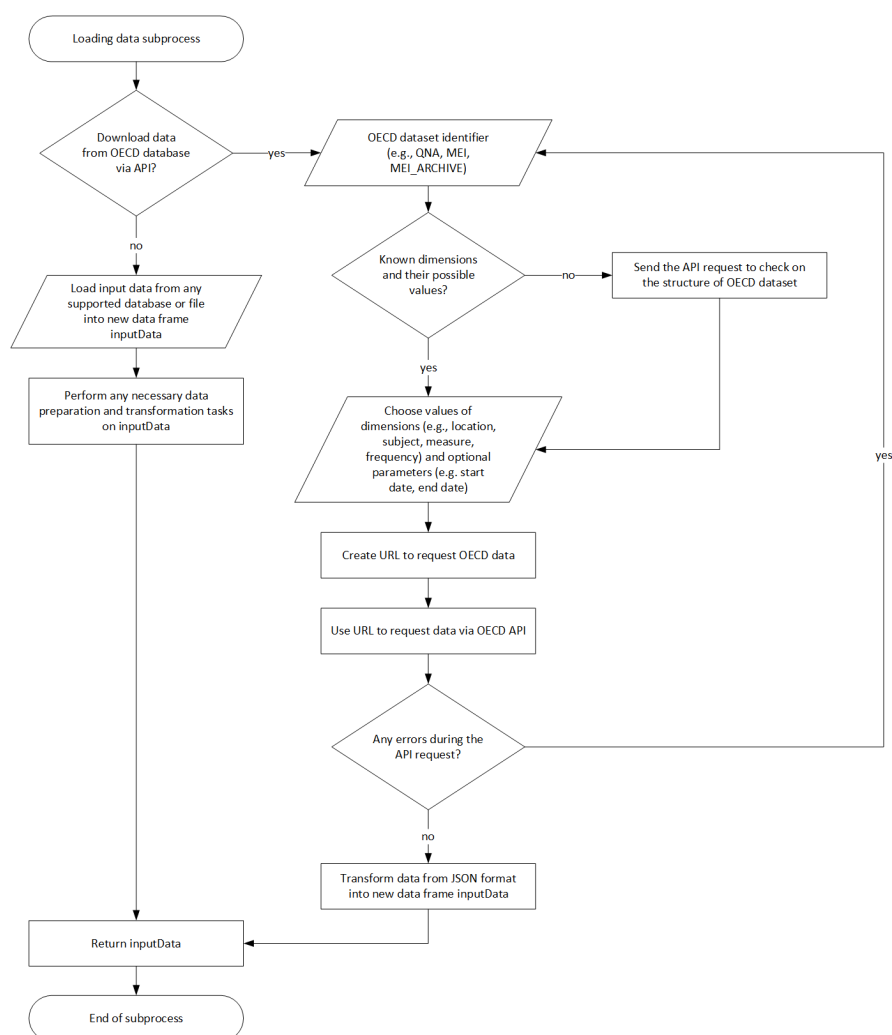 Loading data subprocess
Download data
from OECD database
via API?
yes
OECD dataset identifier
(e.g., QNA, MEI,
MEI_ARCHIVE)
no
Known dimensions
and their possible
values?
no
Send the API request to check on
the structure of OECD dataset
Load input data from any
supported database or file
into new data frame
inputData
yes
Perform any necessary data
preparation and transformation tasks
on inputData
Choose values of
dimensions (e.g., location,
subject, measure,
frequency) and optional
parameters (e.g. start
date, end date)
yes
Create URL to request OECD data
Use URL to request data via OECD API
Any errors during the
API request?
no
Transform data from JSON format
into new data frame inputData
Return inputData
End of subprocess